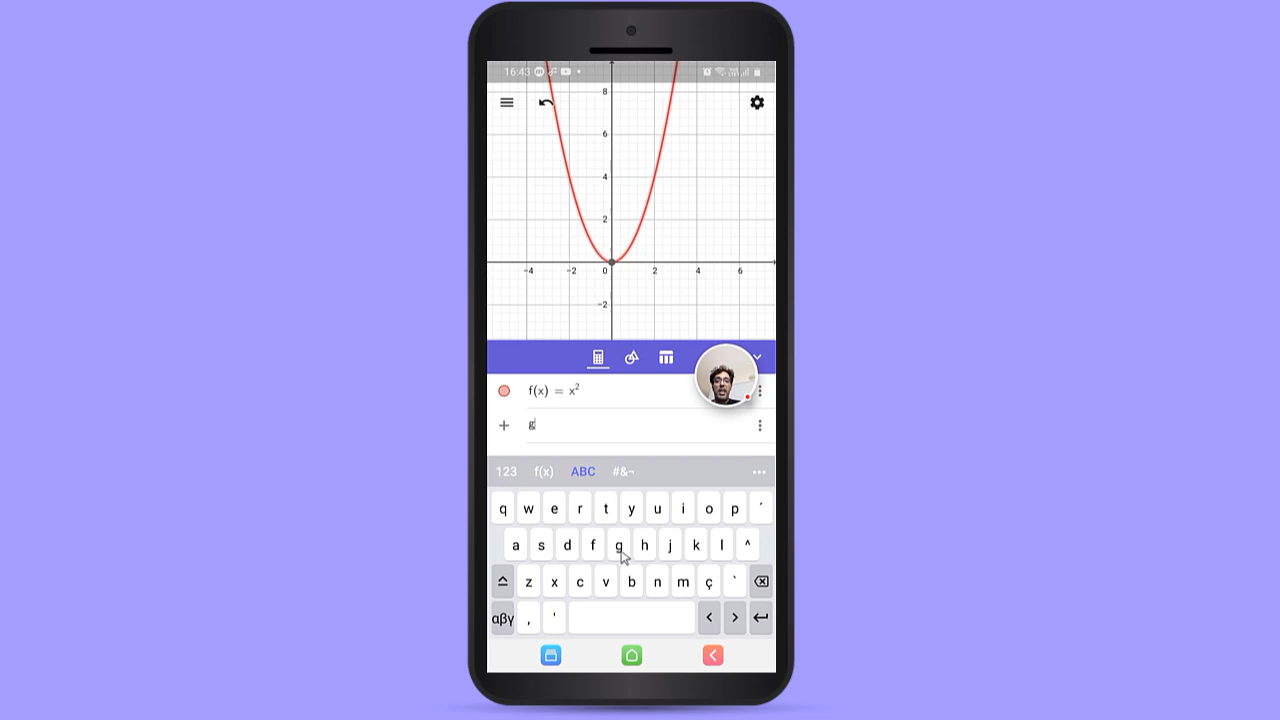 16:43
8
6
4
2
−4 −2 0 2 4 6
−2
f(x) = x²
g
123 f(x) ABC #&¬ ...
q w e r t y u i o p ´
a s d f g h j k l ^
z x c v b n m ç `
αβγ , ' < >